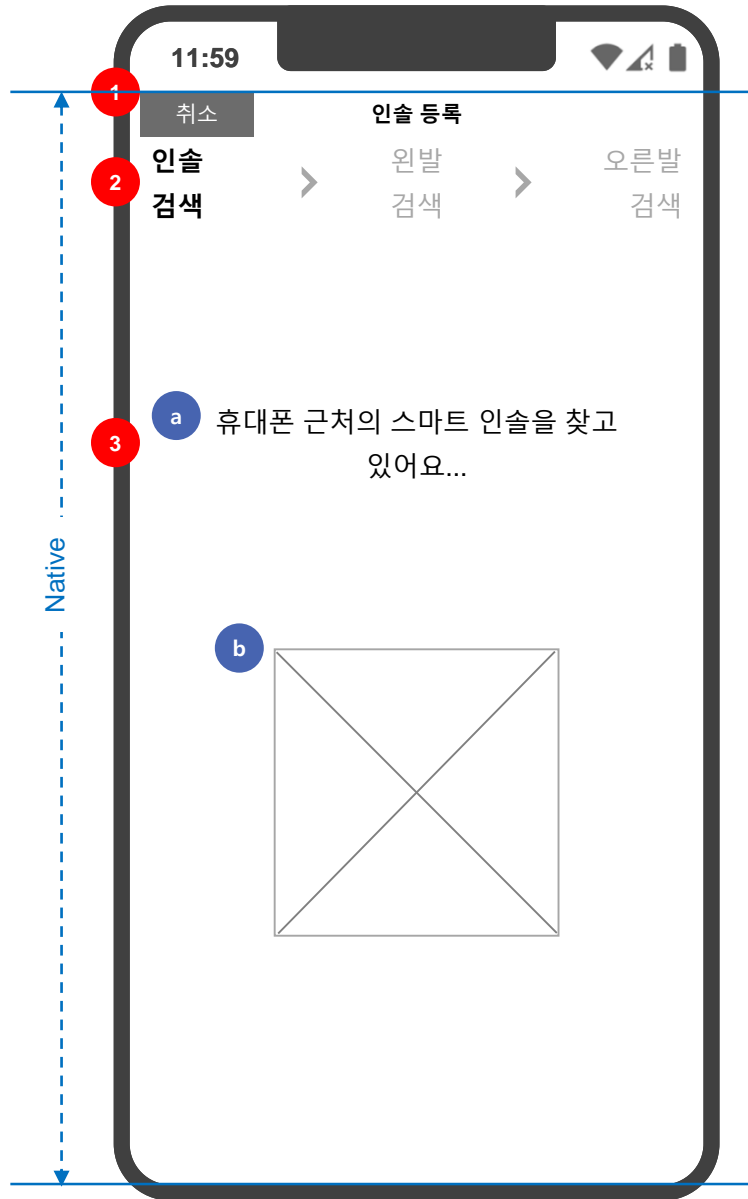 11:59
1
취소
인솔 등록
2
인솔
검색
>
왼발
검색
>
오른발
검색
3
a
휴대폰 근처의 스마트 인솔을 찾고
있어요...
Native
b